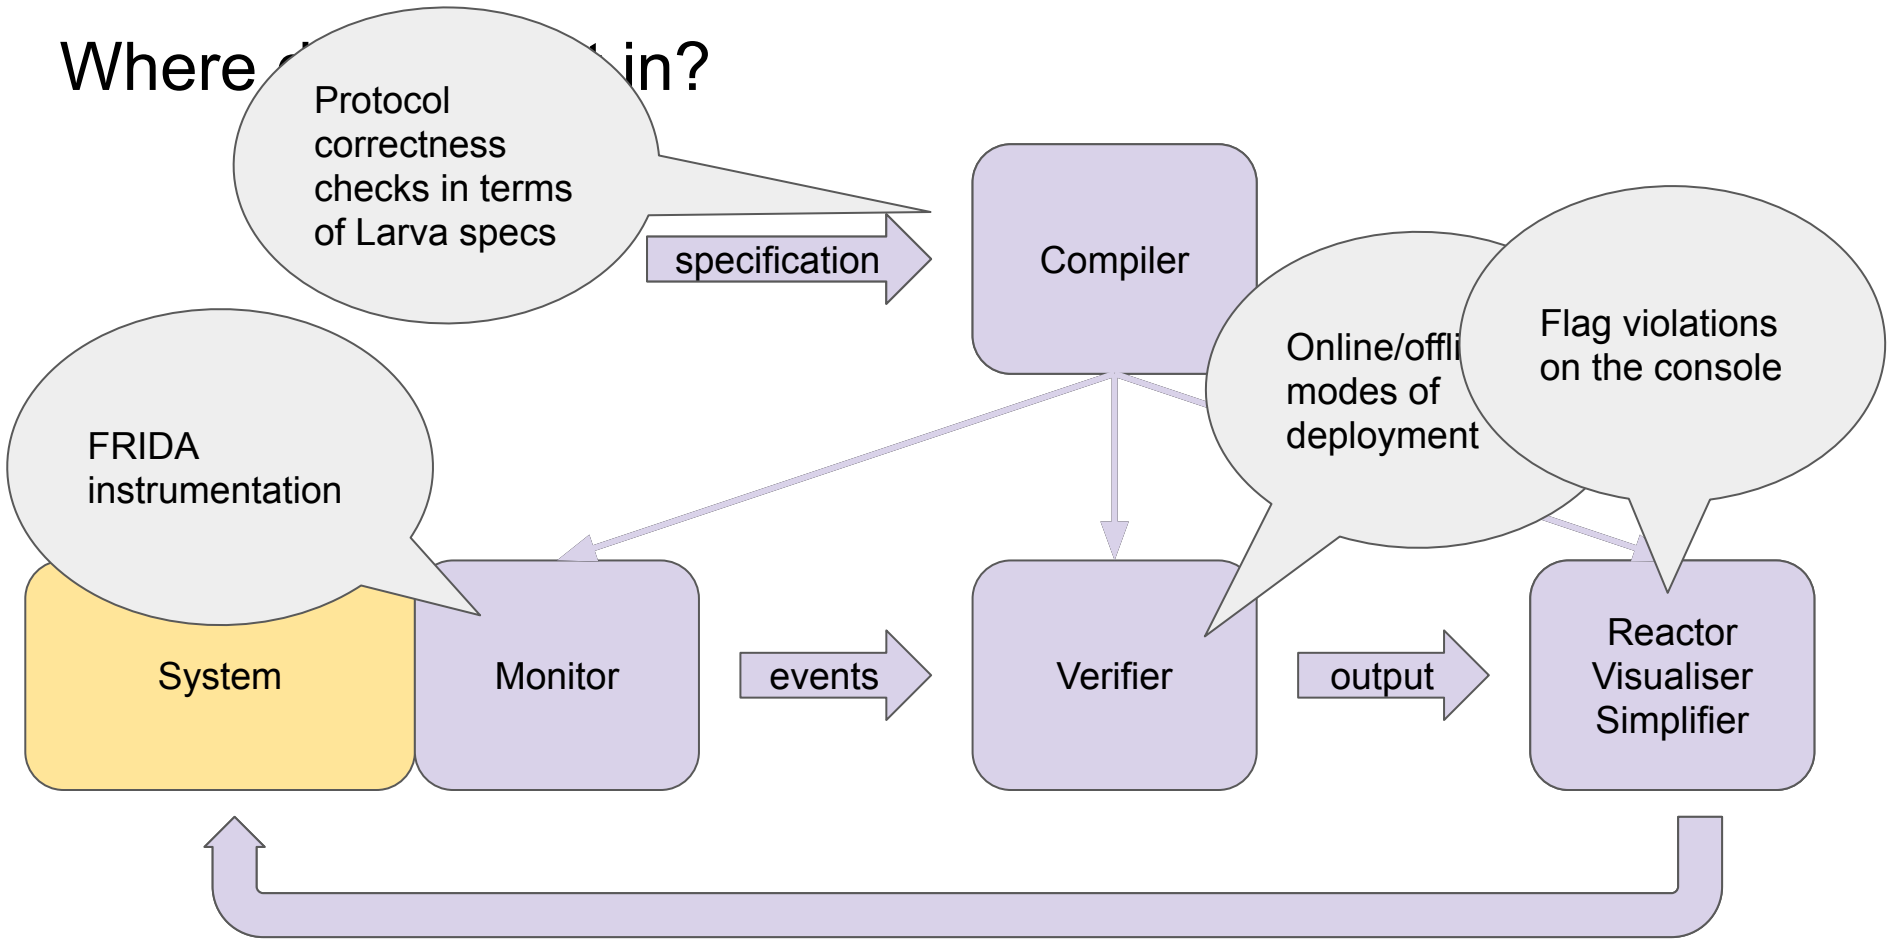 Where in?
Protocol
correctness
checks in terms
of Larva specs
specification
Compiler
Online/offli
modes of
deployment
Flag violations
on the console
FRIDA
instrumentation
System
Monitor
events
Verifier
output
Reactor
Visualiser
Simplifier